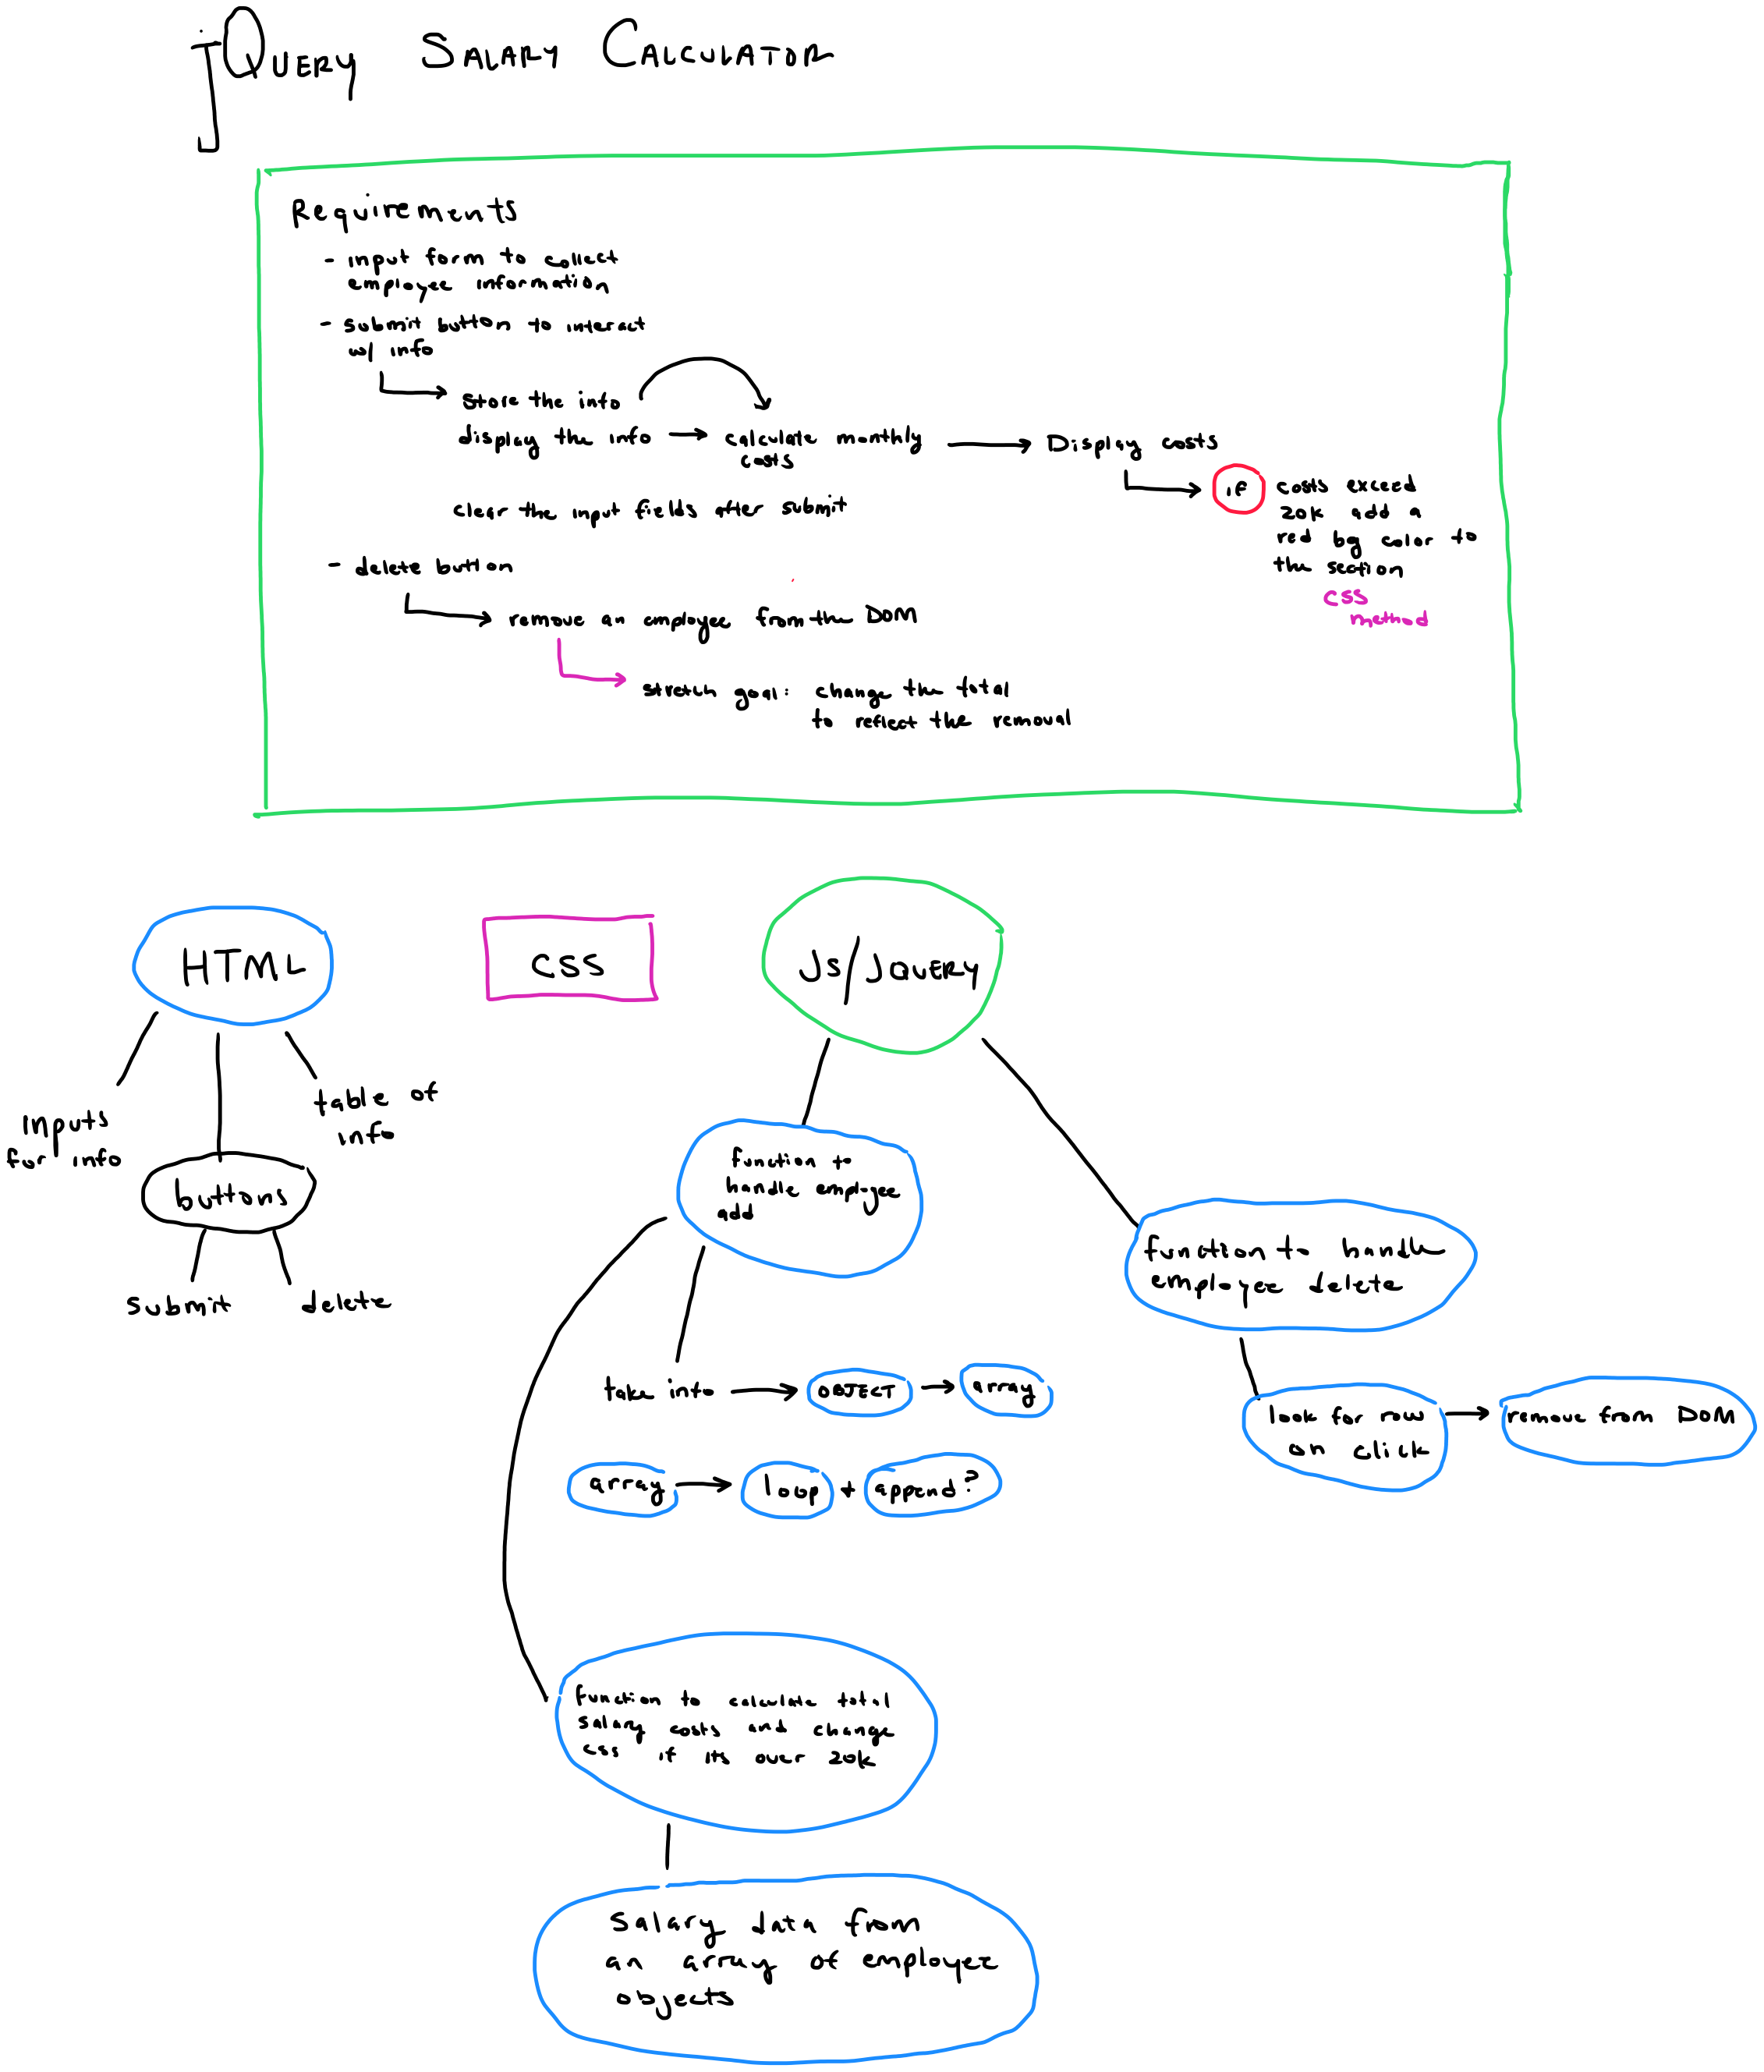 jQUERY SALARY CALCULATOR
Requirements
- input form to collect
employee information
- submit button to interact
w/ info
store the info
display the info → calculate monthly
costs
→ Display costs
if costs exceed
20k add a
red bg color to
the section
css
method
clear the input fields after submit
- delete button
remove an employee from the DOM
stretch goal: change the total
to reflect the removal
HTML
CSS
JS/JQUERY
inputs
for info
table of
info
buttons
submit
delete
function to
handle employee
add
function to handle
employee delete
take into → OBJECT → array
array → loop + append?
look for row
on click
→ remove from DOM
function to calculate total
salary costs and change
css if its over 20k
salary data from
an array of employee
objects